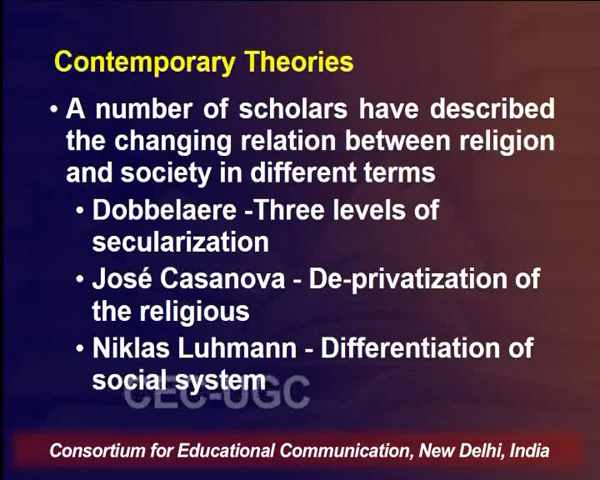 Contemporary Theories
• A number of scholars have described
the changing relation between religion
and society in different terms
• Dobbelaere -Three levels of
secularization
• José Casanova - De-privatization of
the religious
• Niklas Luhmann - Differentiation of
social system
CEC-UGC
Consortium for Educational Communication, New Delhi, India